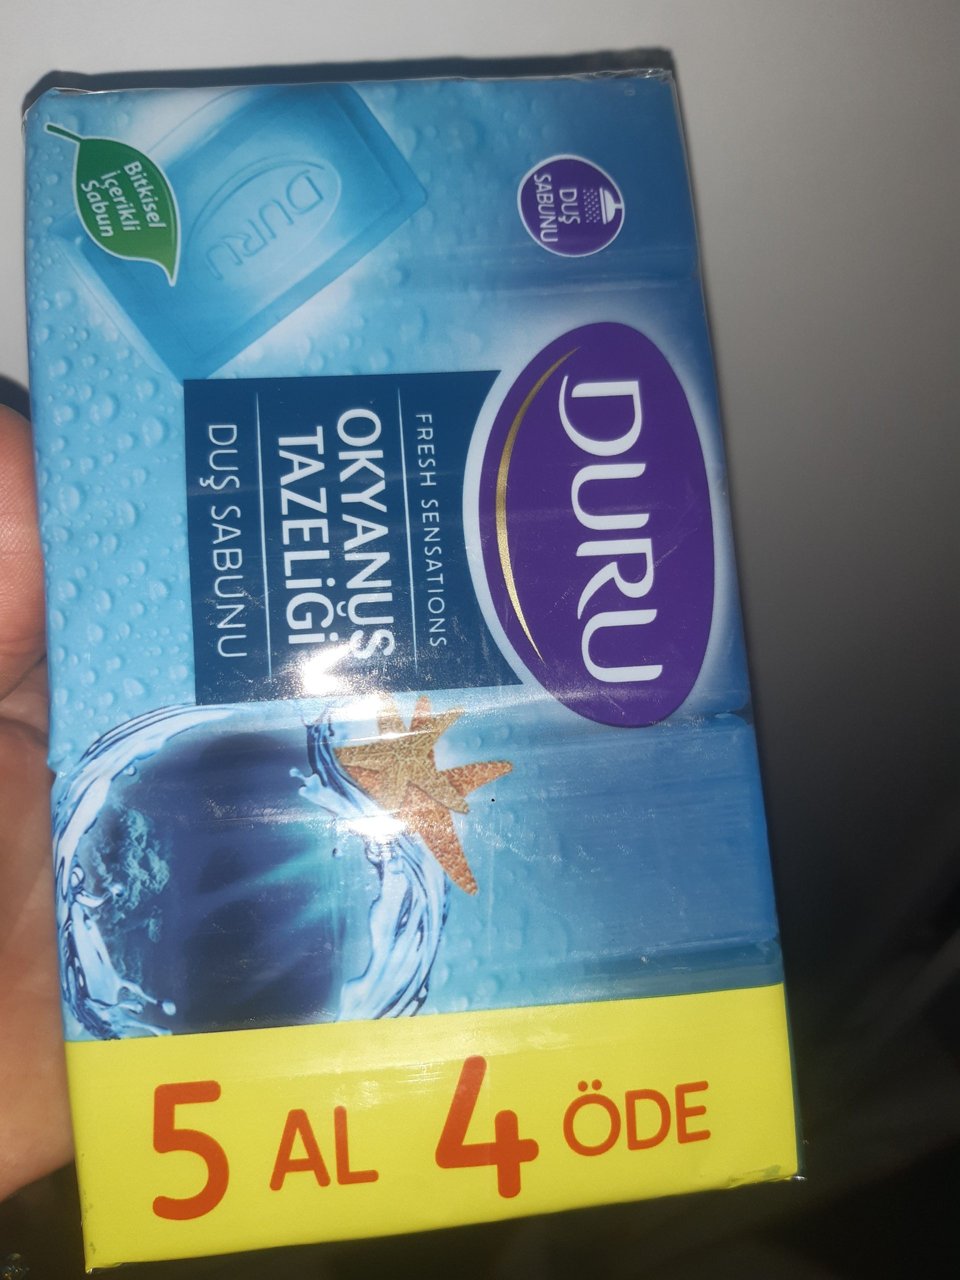 DURU
FRESH SENSATIONS
OKYANUS
TAZELİĞİ
DUŞ SABUNU
DUŞ
SABUNU
DURU
Bitkisel
İçerikli
Sabun
5 AL 4 ÖDE